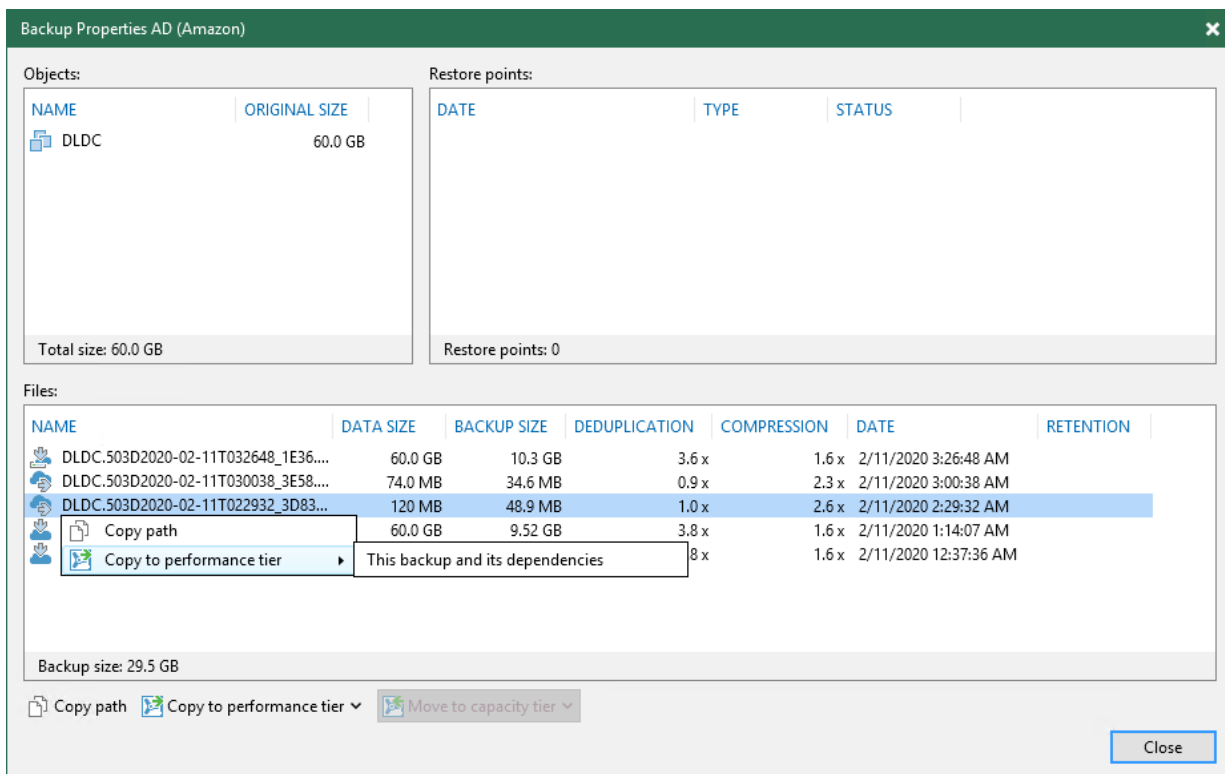 Backup Properties AD (Amazon)
Objects: Restore points:
NAME ORIGINAL SIZE DATE TYPE STATUS
DLDC 60.0 GB
Total size: 60.0 GB Restore points: 0
Files:
NAME DATA SIZE BACKUP SIZE DEDUPLICATION COMPRESSION DATE RETENTION
DLDC.503D2020-02-11T032648_1E36.... 60.0 GB 10.3 GB 3.6 x 1.6 x 2/11/2020 3:26:48 AM
DLDC.503D2020-02-11T030038_3E58.... 74.0 MB 34.6 MB 0.9 x 2.3 x 2/11/2020 3:00:38 AM
DLDC.503D2020-02-11T022932_3D83... 120 MB 48.9 MB 1.0 x 2.6 x 2/11/2020 2:29:32 AM
Copy path 60.0 GB 9.52 GB 3.8 x 1.6 x 2/11/2020 1:14:07 AM
Copy to performance tier This backup and its dependencies 8 x 1.6 x 2/11/2020 12:37:36 AM
Backup size: 29.5 GB
Copy path Copy to performance tier Move to capacity tier
Close